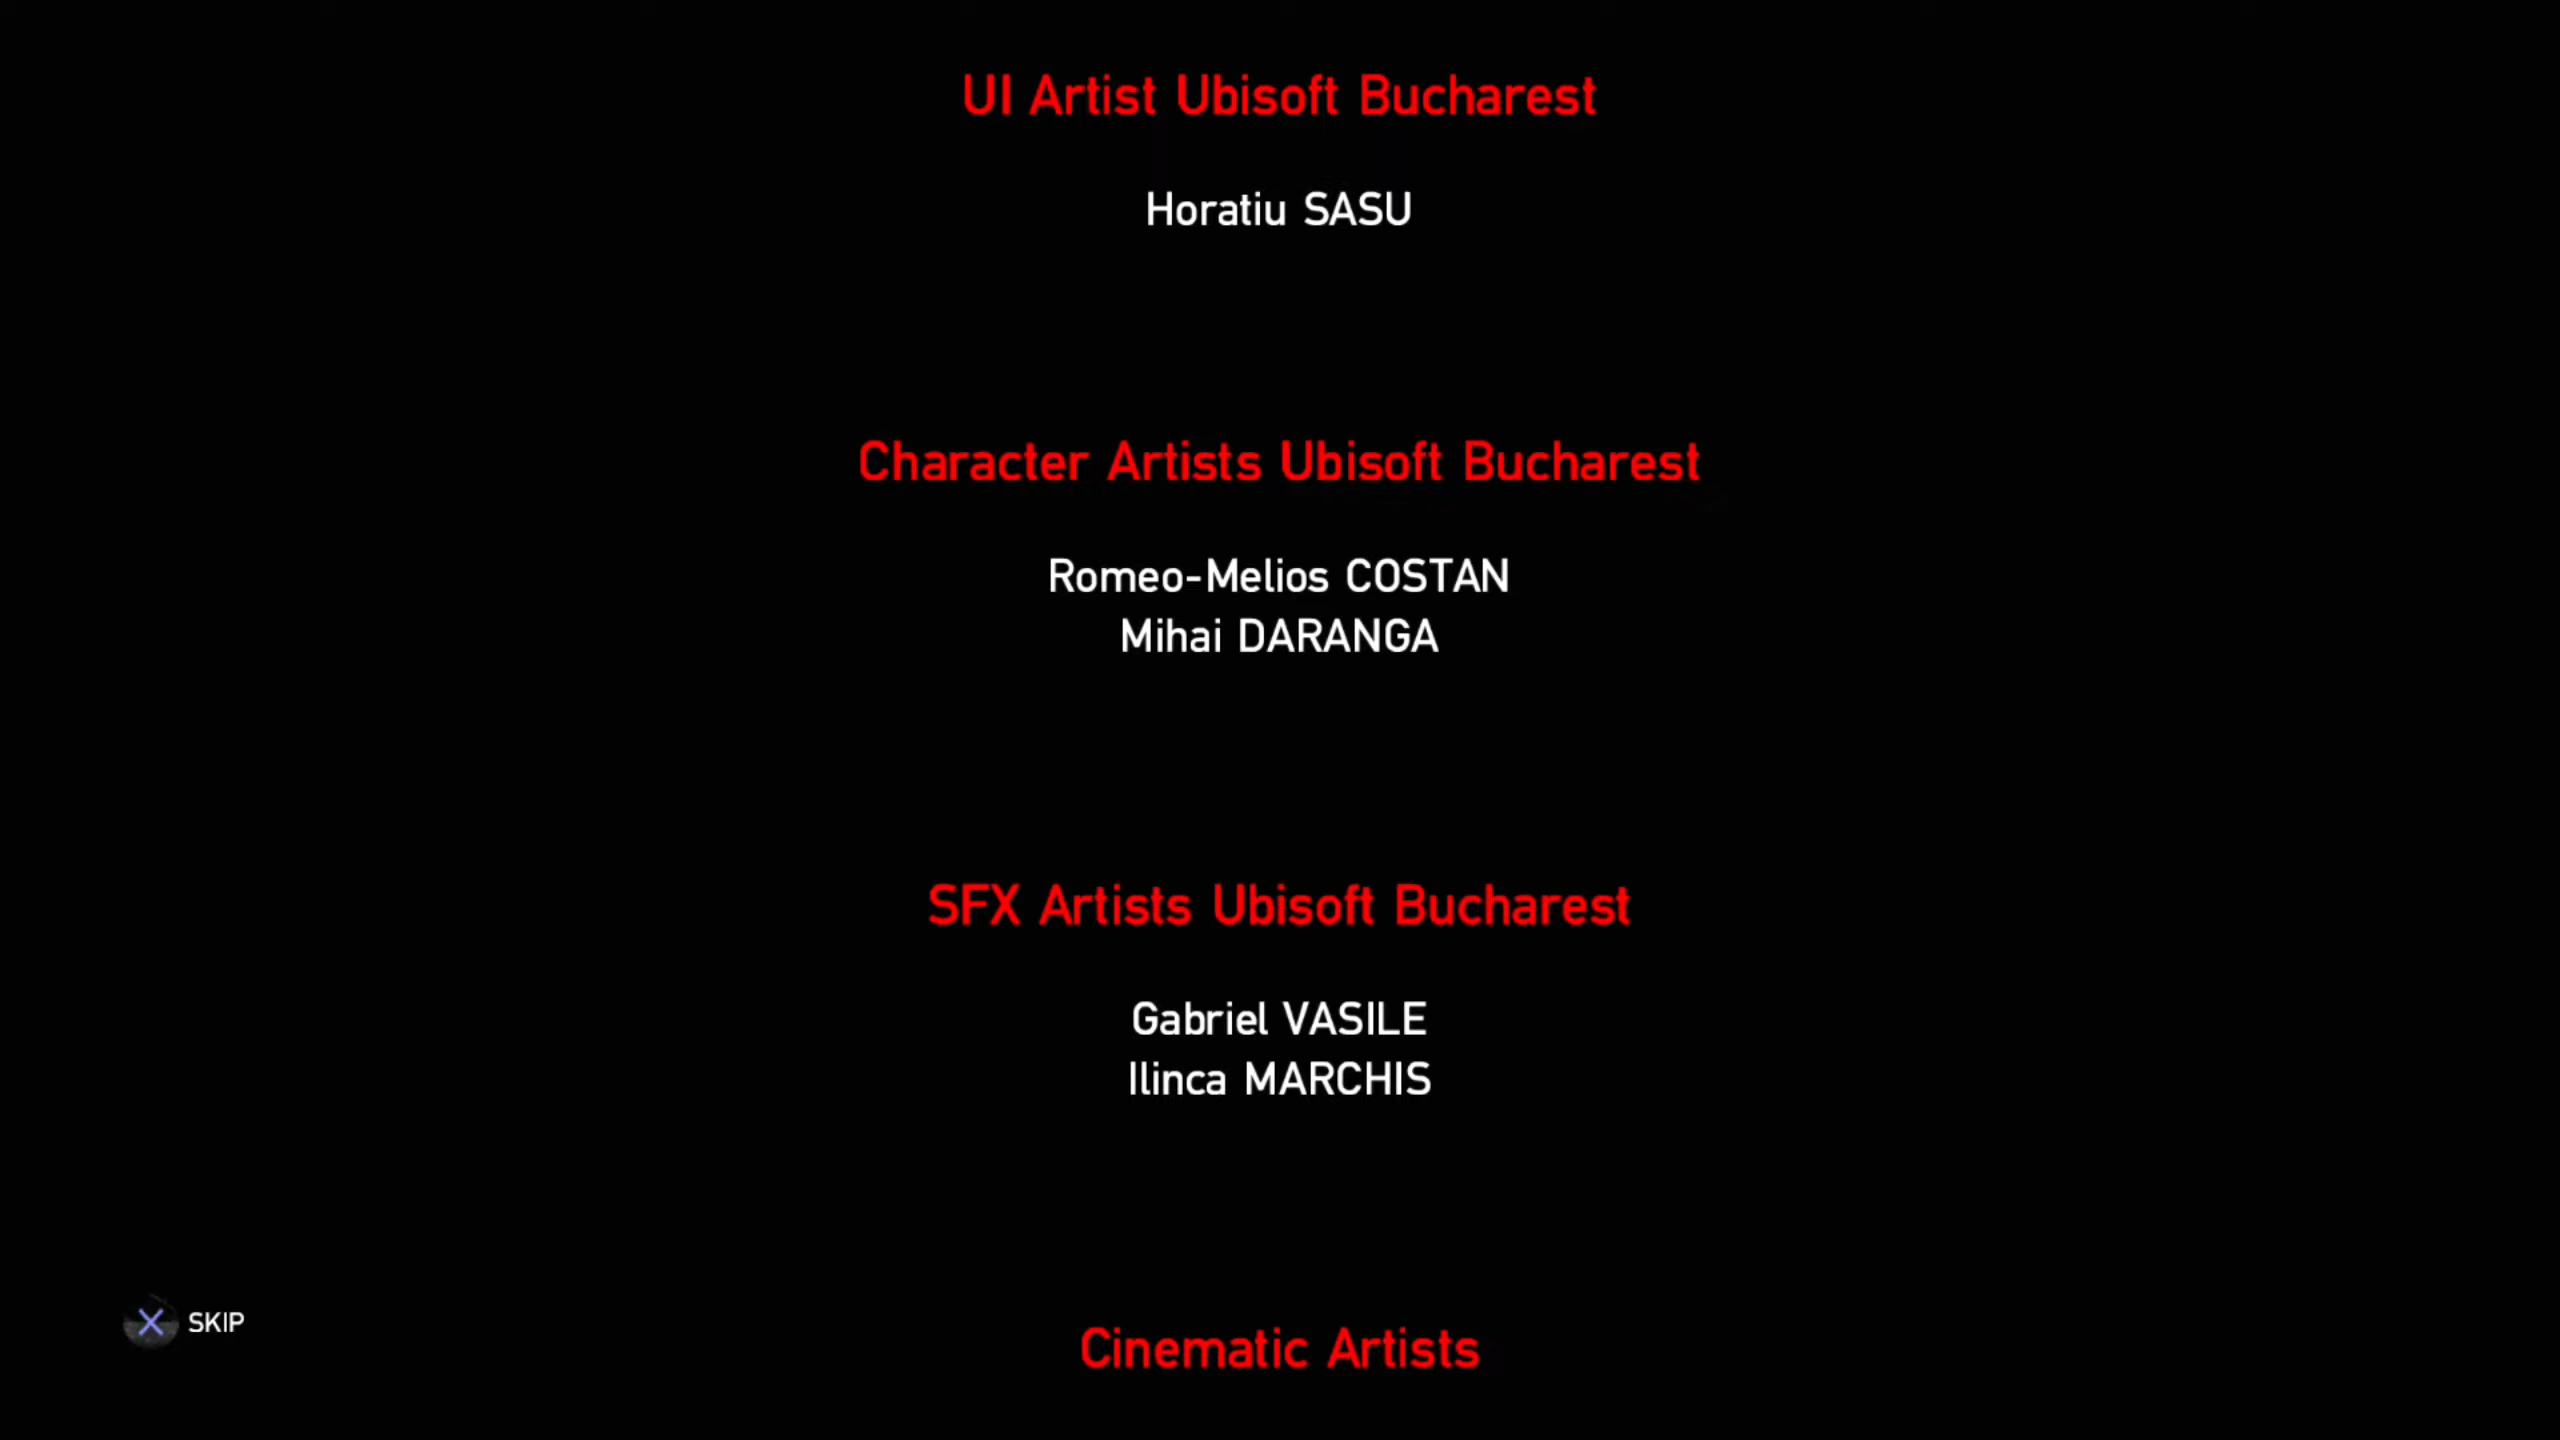 UI Artist Ubisoft Bucharest
Horatiu SASU
Character Artists Ubisoft Bucharest
Romeo-Melios COSTAN
Mihai DARANGA
SFX Artists Ubisoft Bucharest
Gabriel VASILE
Ilinca MARCHIS
SKIP
Cinematic Artists